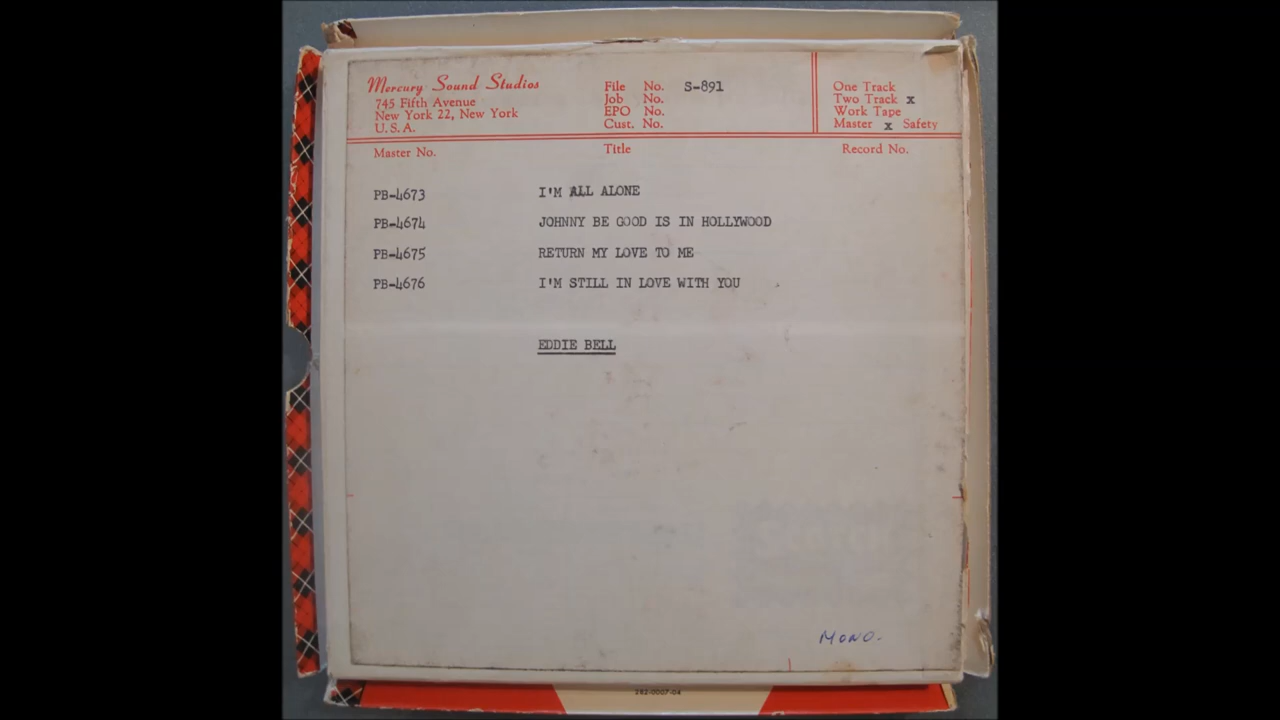 Mercury Sound Studios
745 Fifth Avenue
New York 22, New York
U.S.A.
File No. S-891
Job No.
EPO No.
Cust. No.
One Track
Two Track x
Work Tape
Master x Safety
Master No. Title Record No.
PB-4673 I'M ALL ALONE
PB-4674 JOHNNY BE GOOD IS IN HOLLYWOOD
PB-4675 RETURN MY LOVE TO ME
PB-4676 I'M STILL IN LOVE WITH YOU
EDDIE BELL
MONO.
282-0007-04